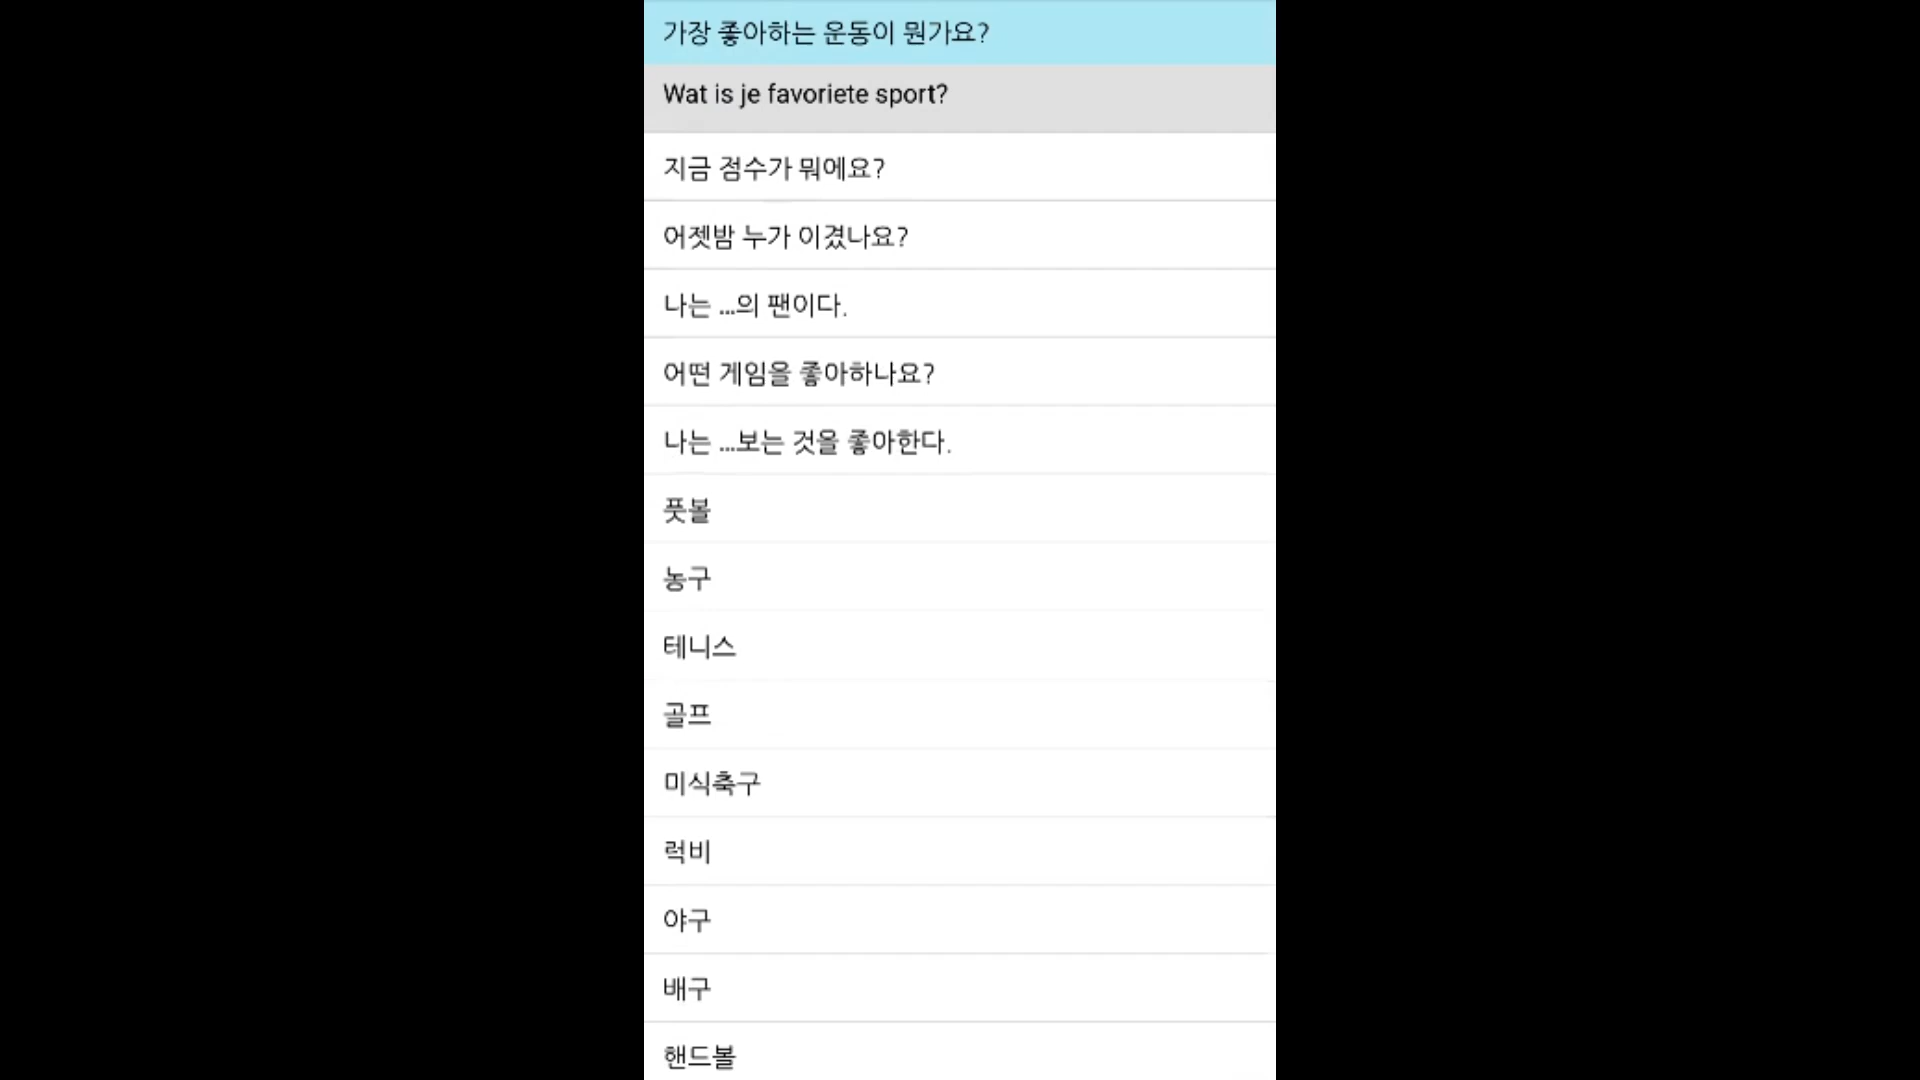 가장 좋아하는 운동이 뭔가요?
Wat is je favoriete sport?
지금 점수가 뭐에요?
어젯밤 누가 이겼나요?
나는 ...의 팬이다.
어떤 게임을 좋아하나요?
나는 ...보는 것을 좋아한다.
풋볼
농구
테니스
골프
미식축구
럭비
야구
배구
핸드볼